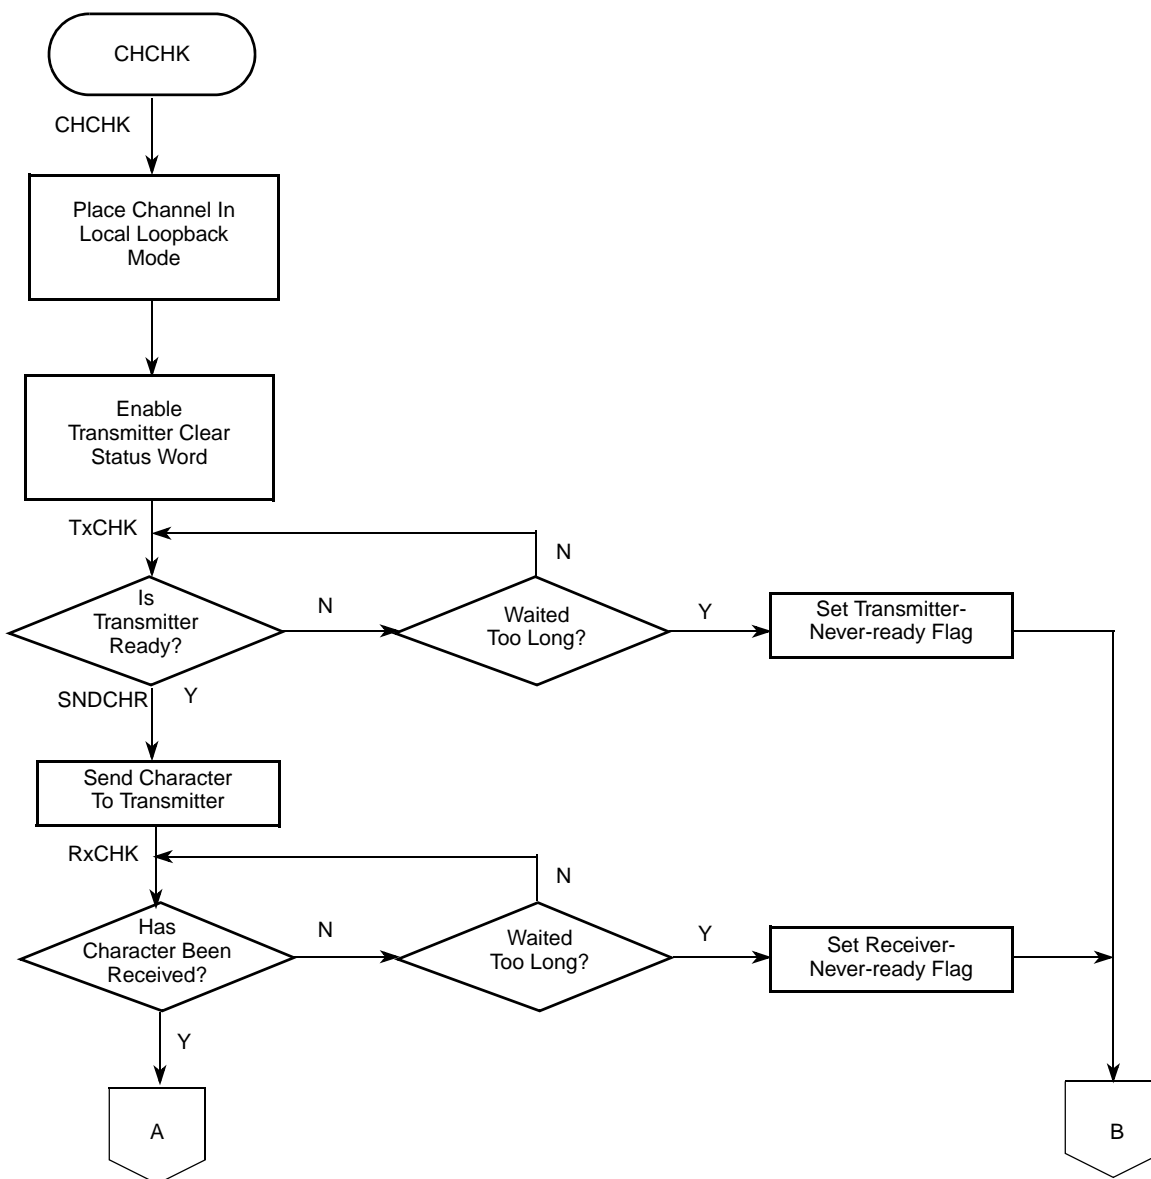 CHCHK
CHCHK
Place Channel In
Local Loopback
Mode
Enable
Transmitter Clear
Status Word
TxCHK
N
Is
Transmitter
Ready?
N
Waited
Too Long?
Y
Set Transmitter-
Never-ready Flag
SNDCHR
Y
Send Character
To Transmitter
RxCHK
N
Has
Character Been
Received?
N
Waited
Too Long?
Y
Set Receiver-
Never-ready Flag
Y
A
B